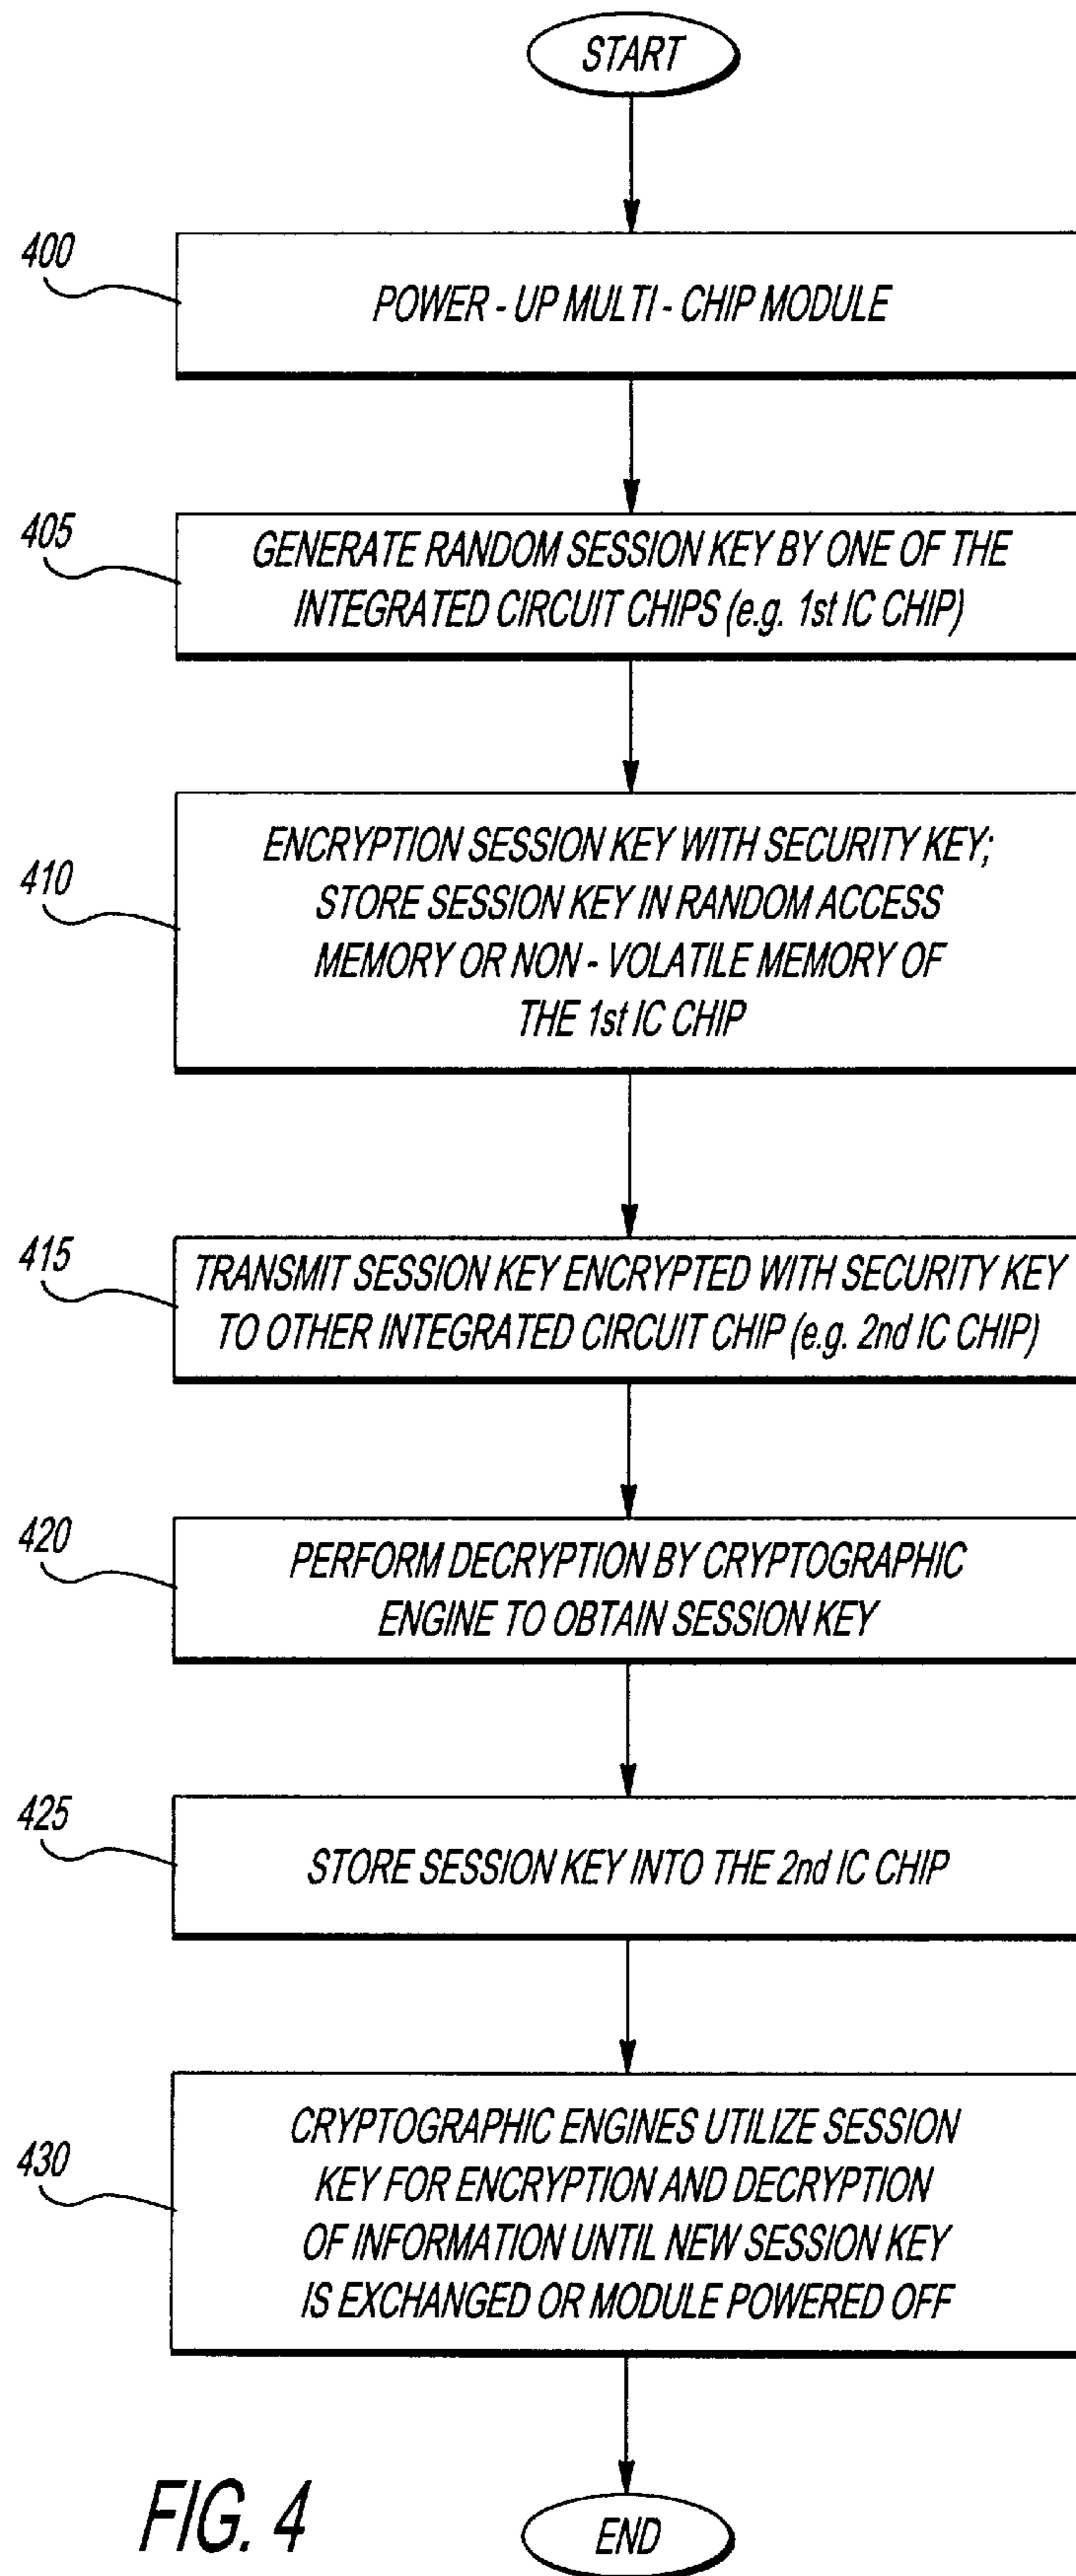 START
400
POWER - UP MULTI - CHIP MODULE
405
GENERATE RANDOM SESSION KEY BY ONE OF THE
INTEGRATED CIRCUIT CHIPS (e.g. 1st IC CHIP)
410
ENCRYPTION SESSION KEY WITH SECURITY KEY;
STORE SESSION KEY IN RANDOM ACCESS
MEMORY OR NON - VOLATILE MEMORY OF
THE 1st IC CHIP
415
TRANSMIT SESSION KEY ENCRYPTED WITH SECURITY KEY
TO OTHER INTEGRATED CIRCUIT CHIP (e.g. 2nd IC CHIP)
420
PERFORM DECRYPTION BY CRYPTOGRAPHIC
ENGINE TO OBTAIN SESSION KEY
425
STORE SESSION KEY INTO THE 2nd IC CHIP
430
CRYPTOGRAPHIC ENGINES UTILIZE SESSION
KEY FOR ENCRYPTION AND DECRYPTION
OF INFORMATION UNTIL NEW SESSION KEY
IS EXCHANGED OR MODULE POWERED OFF
FIG. 4
END